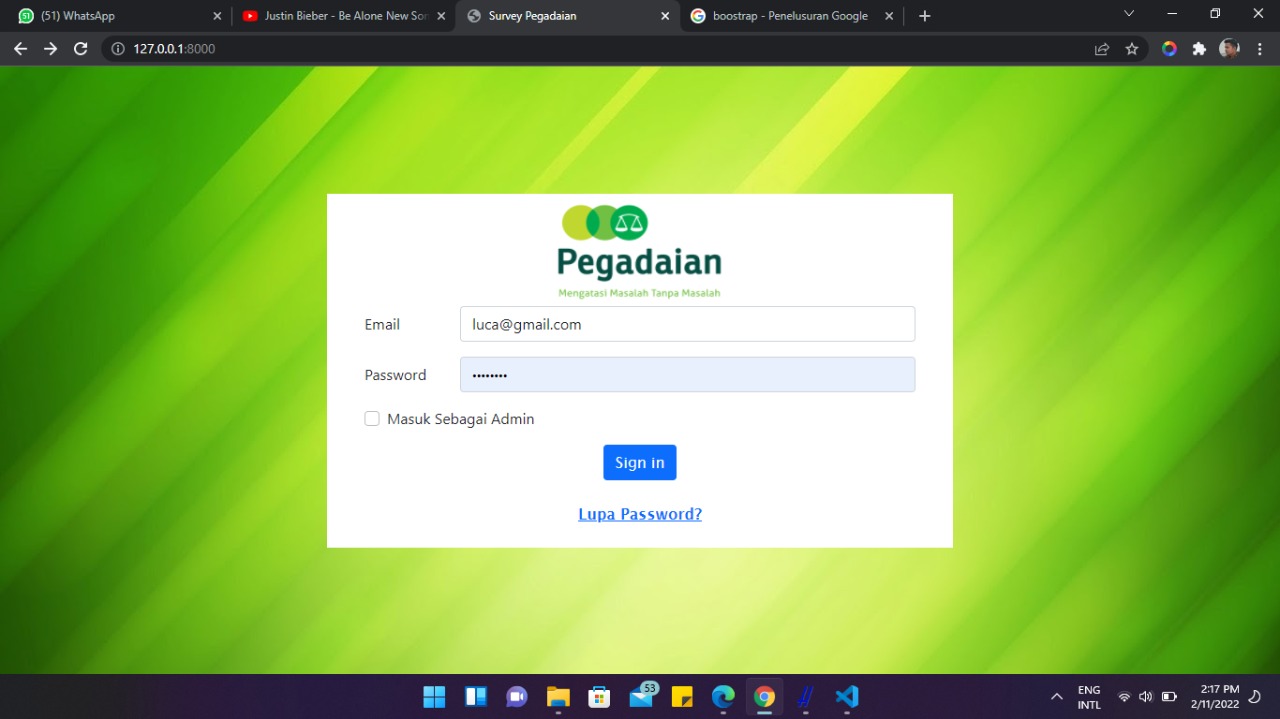 (51) WhatsApp
Justin Bieber - Be Alone New Son
Survey Pegadaian
boostrap - Penelusuran Google
127.0.0.1:8000
Pegadaian
Mengatasi Masalah Tanpa Masalah
Email
luca@gmail.com
Password
••••••••
Masuk Sebagai Admin
Sign in
Lupa Password?
53
ENG
INTL
2:17 PM
2/11/2022